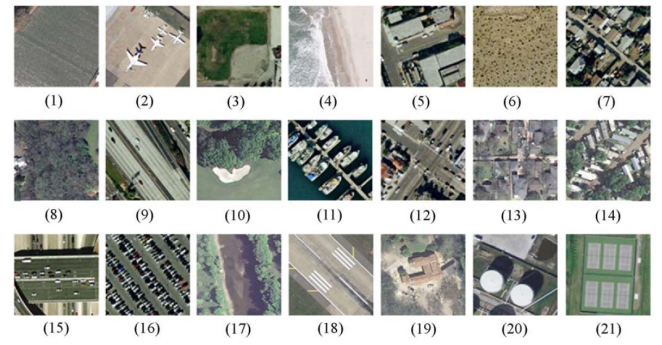 (1) (2) (3) (4) (5) (6) (7)
(8) (9) (10) (11) (12) (13) (14)
(15) (16) (17) (18) (19) (20) (21)